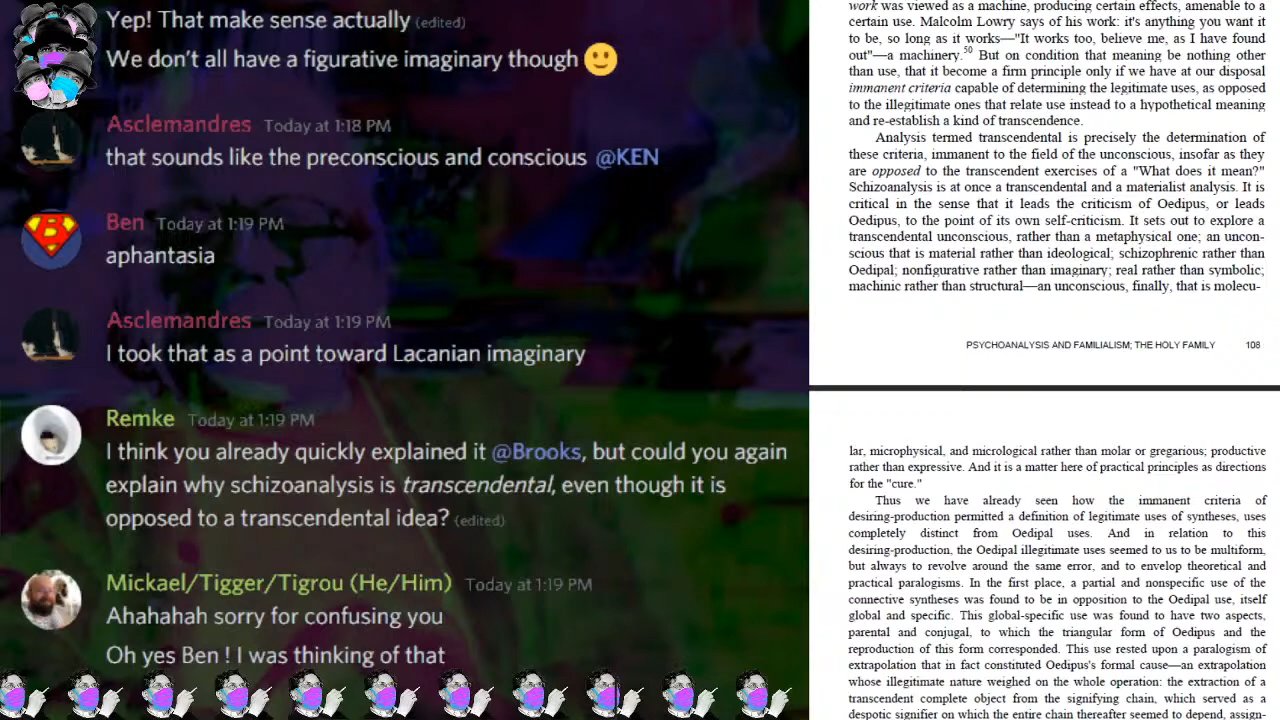 Yep! That make sense actually (edited)
We don't all have a figurative imaginary though
Asclemandres Today at 1:18 PM
that sounds like the preconscious and conscious @KEN
Ben Today at 1:19 PM
aphantasia
Asclemandres Today at 1:19 PM
I took that as a point toward Lacanian imaginary
Remke Today at 1:19 PM
I think you already quickly explained it @Brooks, but could you again
explain why schizoanalysis is transcendental, even though it is
opposed to a transcendental idea? (edited)
Mickael/Tigger/Tigrou (He/Him) Today at 1:19 PM
Ahahahah sorry for confusing you
Oh yes Ben ! I was thinking of that
work was viewed as a machine, producing certain effects, amenable to a
certain use. Malcolm Lowry says of his work: it's anything you want it
to be, so long as it works—"It works too, believe me, as I have found
out"—a machinery.50 But on condition that meaning be nothing other
than use, that it become a firm principle only if we have at our disposal
immanent criteria capable of determining the legitimate uses, as opposed
to the illegitimate ones that relate use instead to a hypothetical meaning
and re-establish a kind of transcendence.
Analysis termed transcendental is precisely the determination of
these criteria, immanent to the field of the unconscious, insofar as they
are opposed to the transcendent exercises of a "What does it mean?"
Schizoanalysis is at once a transcendental and a materialist analysis. It is
critical in the sense that it leads the criticism of Oedipus, or leads
Oedipus, to the point of its own self-criticism. It sets out to explore a
transcendental unconscious, rather than a metaphysical one; an uncon-
scious that is material rather than ideological; schizophrenic rather than
Oedipal; nonfigurative rather than imaginary; real rather than symbolic;
machinic rather than structural—an unconscious, finally, that is molecu-
PSYCHOANALYSIS AND FAMILIALISM; THE HOLY FAMILY 108
lar, microphysical, and micrological rather than molar or gregarious; productive
rather than expressive. And it is a matter here of practical principles as directions
for the "cure."
Thus we have already seen how the immanent criteria of
desiring-production permitted a definition of legitimate uses of syntheses, uses
completely distinct from Oedipal uses. And in relation to this
desiring-production, the Oedipal illegitimate uses seemed to us to be multiform,
but always to revolve around the same error, and to envelop theoretical and
practical paralogisms. In the first place, a partial and nonspecific use of the
connective syntheses was found to be in opposition to the Oedipal use, itself
global and specific. This global-specific use was found to have two aspects,
parental and conjugal, to which the triangular form of Oedipus and the
reproduction of this form corresponded. This use rested upon a paralogism of
extrapolation that in fact constituted Oedipus's formal cause—an extrapolation
whose illegitimate nature weighed on the whole operation: the extraction of a
transcendent complete object from the signifying chain, which served as a
despotic signifier on which the entire chain thereafter seemed to depend, assign-